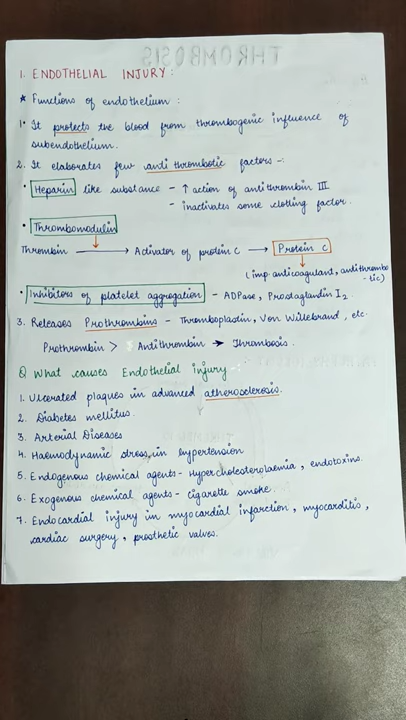 THROMBOSIS
1. ENDOTHELIAL INJURY:
* Functions of endothelium:
1. It protects the blood from thrombogenic influence of
subendothelium.
2. It elaborates few anti thrombotic factors -
• Heparin like substance - ↑ action of antithrombin III
- inactivates some clotting factor.
• Thrombomodulin
Thrombin → Activator of protein C → Protein C
(imp anticoagulant, antithrombo
-tic)
• Inhibitors of platelet aggregation - ADPase, Prostaglandin I2.
3. Releases Prothrombins - Thromboplastin, Von Willebrand, etc.
Prothrombin > Antithrombin → Thrombosis.
Q What causes Endothelial injury
1. Ulcerated plaques in advanced atherosclerosis.
2. Diabetes mellitus.
3. Arterial Diseases
4. Haemodynamic stress in hypertension
5. Endogenous chemical agents - Hypercholesterolaemia, endotoxins.
6. Exogenous chemical agents - cigarette smoke.
7. Endocardial injury in myocardial infarction, myocarditis,
cardiac surgery, prosthetic valves.